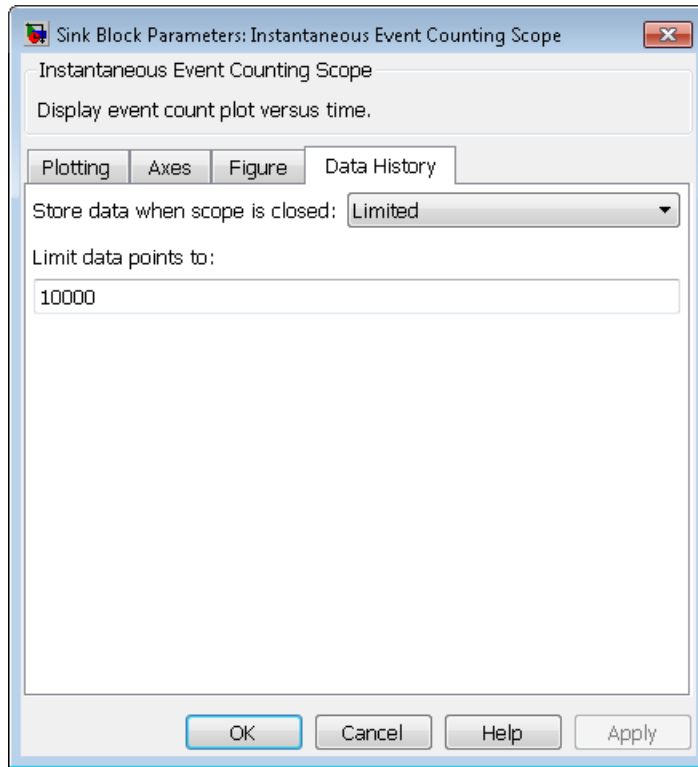 Sink Block Parameters: Instantaneous Event Counting Scope
Instantaneous Event Counting Scope
Display event count plot versus time.
Plotting Axes Figure Data History
Store data when scope is closed: Limited
Limit data points to:
10000
OK Cancel Help Apply